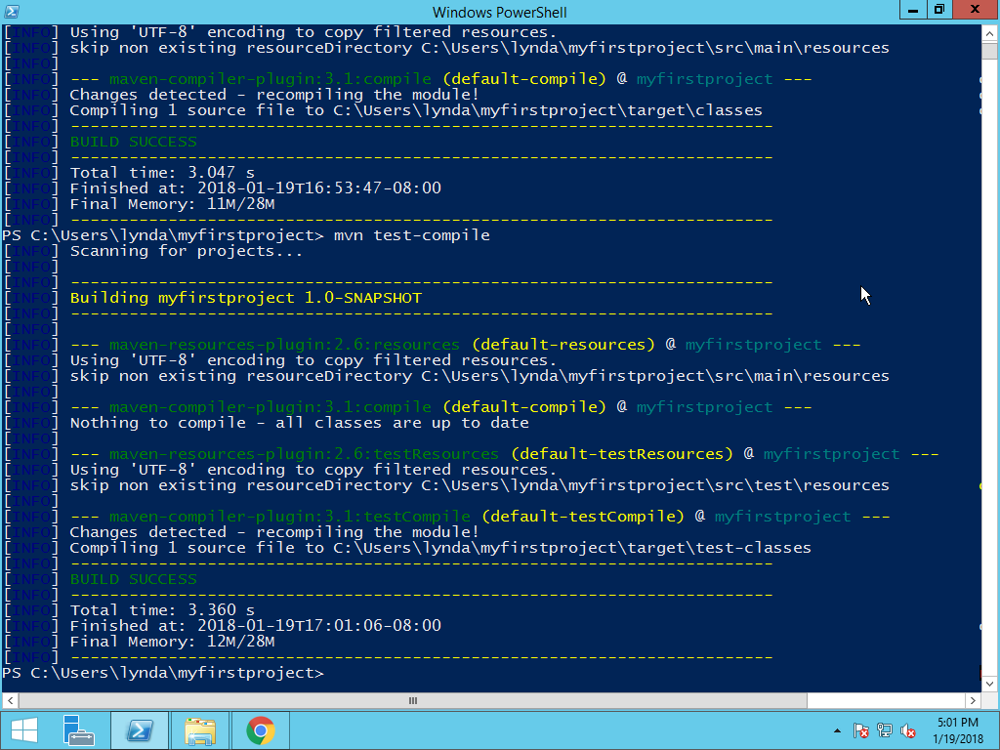 Windows PowerShell
[INFO] Using 'UTF-8' encoding to copy filtered resources.
[INFO] skip non existing resourceDirectory C:\Users\lynda\myfirstproject\src\main\resources
[INFO]
[INFO] --- maven-compiler-plugin:3.1:compile (default-compile) @ myfirstproject ---
[INFO] Changes detected - recompiling the module!
[INFO] Compiling 1 source file to C:\Users\lynda\myfirstproject\target\classes
[INFO] ------------------------------------------------------------------------
[INFO] BUILD SUCCESS
[INFO] ------------------------------------------------------------------------
[INFO] Total time: 3.047 s
[INFO] Finished at: 2018-01-19T16:53:47-08:00
[INFO] Final Memory: 11M/28M
[INFO] ------------------------------------------------------------------------
PS C:\Users\lynda\myfirstproject> mvn test-compile
[INFO] Scanning for projects...
[INFO]
[INFO] ------------------------------------------------------------------------
[INFO] Building myfirstproject 1.0-SNAPSHOT
[INFO] ------------------------------------------------------------------------
[INFO]
[INFO] --- maven-resources-plugin:2.6:resources (default-resources) @ myfirstproject ---
[INFO] Using 'UTF-8' encoding to copy filtered resources.
[INFO] skip non existing resourceDirectory C:\Users\lynda\myfirstproject\src\main\resources
[INFO]
[INFO] --- maven-compiler-plugin:3.1:compile (default-compile) @ myfirstproject ---
[INFO] Nothing to compile - all classes are up to date
[INFO]
[INFO] --- maven-resources-plugin:2.6:testResources (default-testResources) @ myfirstproject ---
[INFO] Using 'UTF-8' encoding to copy filtered resources.
[INFO] skip non existing resourceDirectory C:\Users\lynda\myfirstproject\src\test\resources
[INFO]
[INFO] --- maven-compiler-plugin:3.1:testCompile (default-testCompile) @ myfirstproject ---
[INFO] Changes detected - recompiling the module!
[INFO] Compiling 1 source file to C:\Users\lynda\myfirstproject\target\test-classes
[INFO] ------------------------------------------------------------------------
[INFO] BUILD SUCCESS
[INFO] ------------------------------------------------------------------------
[INFO] Total time: 3.360 s
[INFO] Finished at: 2018-01-19T17:01:06-08:00
[INFO] Final Memory: 12M/28M
[INFO] ------------------------------------------------------------------------
PS C:\Users\lynda\myfirstproject>
5:01 PM
1/19/2018